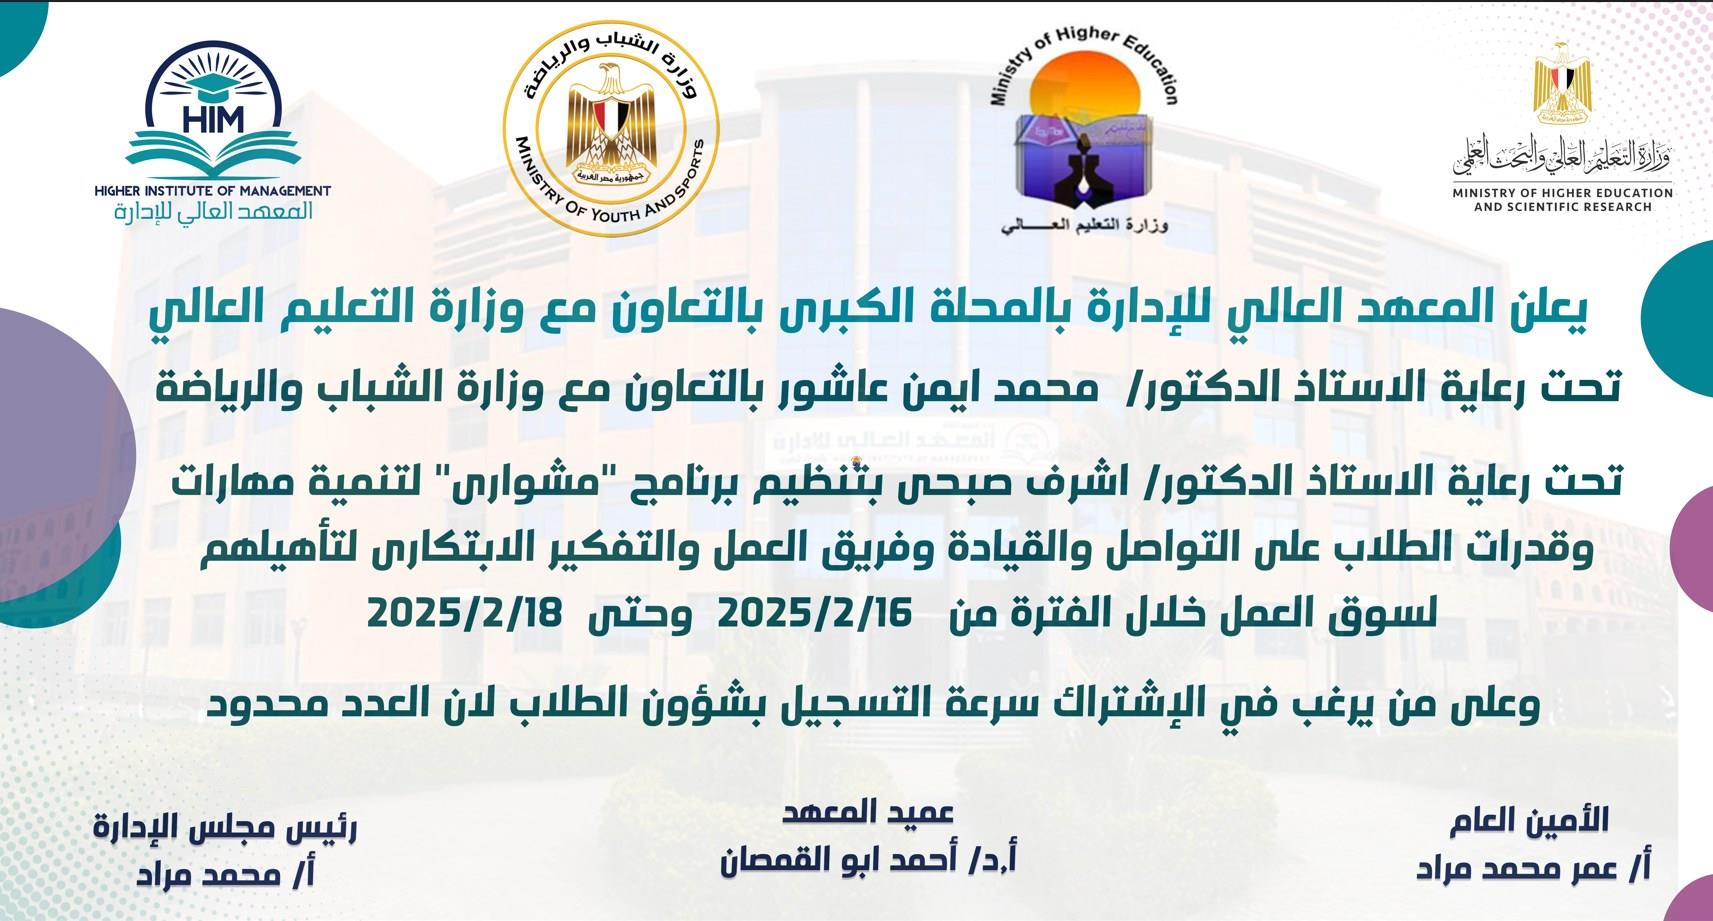 HIM
HIGHER INSTITUTE OF MANAGEMENT
المعهد العالي للإدارة
وزارة الشباب والرياضة
جمهورية مصر العربية
MINISTRY OF YOUTH AND SPORTS
Ministry of Higher Education
وزارة التعليم العـــــالي
وزارة التعليم العالي والبحث العلمي
MINISTRY OF HIGHER EDUCATION
AND SCIENTIFIC RESEARCH
يعلن المعهد العالي للإدارة بالمحلة الكبرى بالتعاون مع وزارة التعليم العالي
تحت رعاية الاستاذ الدكتور/ محمد ايمن عاشور بالتعاون مع وزارة الشباب والرياضة
تحت رعاية الاستاذ الدكتور/ اشرف صبحى بتنظيم برنامج "مشوارى" لتنمية مهارات
وقدرات الطلاب على التواصل والقيادة وفريق العمل والتفكير الابتكارى لتأهيلهم
لسوق العمل خلال الفترة من 2025/2/16 وحتى 2025/2/18
وعلى من يرغب في الإشتراك سرعة التسجيل بشؤون الطلاب لان العدد محدود
الأمين العام
أ/ عمر محمد مراد
عميد المعهد
أ,د/ أحمد ابو القمصان
رئيس مجلس الإدارة
أ/ محمد مراد